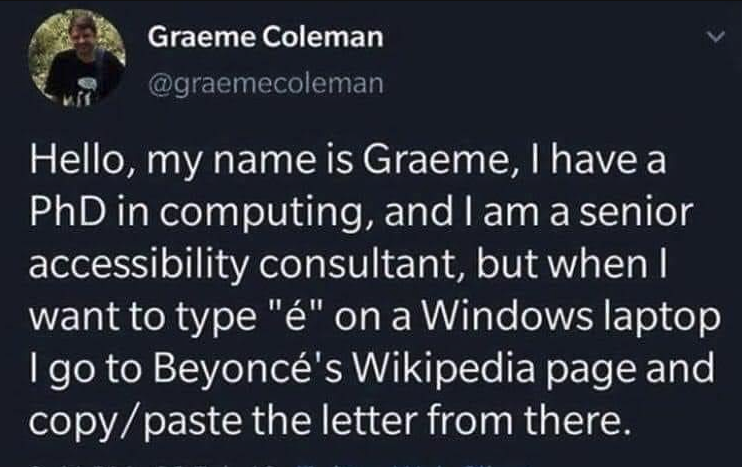 Graeme Coleman
@graemecoleman
Hello, my name is Graeme, I have a
PhD in computing, and I am a senior
accessibility consultant, but when I
want to type "é" on a Windows laptop
I go to Beyoncé's Wikipedia page and
copy/paste the letter from there.